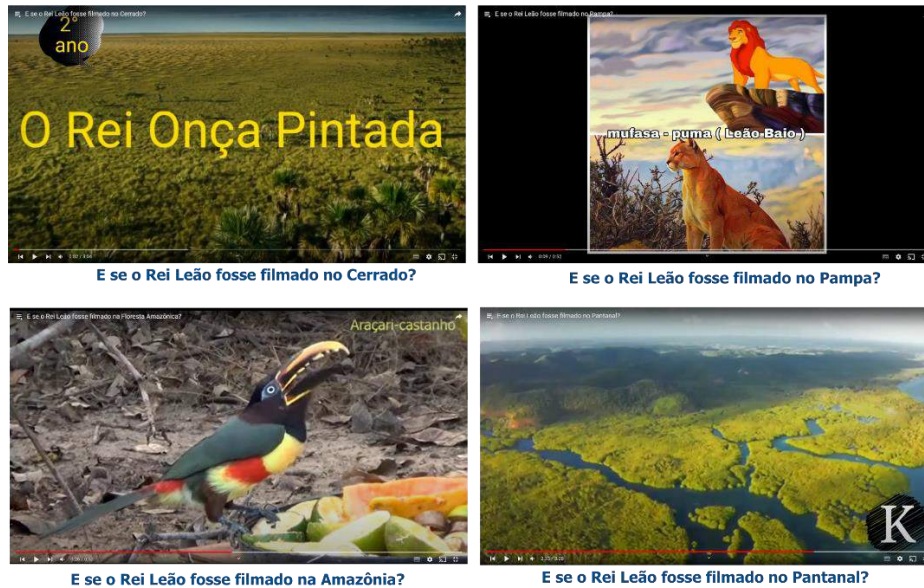 E se o Rei Leão fosse filmado no Cerrado?
2°
ano
O Rei Onça Pintada
E se o Rei Leão fosse filmado no Cerrado?
E se o Rei Leão fosse filmado no Pampa?
mufasa - puma ( Leão Baio )
E se o Rei Leão fosse filmado no Pampa?
E se o Rei Leão fosse filmado na Floresta Amazônica?
Araçari-castanho
E se o Rei Leão fosse filmado na Amazônia?
E se o Rei Leão fosse filmado no Pantanal?
K
E se o Rei Leão fosse filmado no Pantanal?